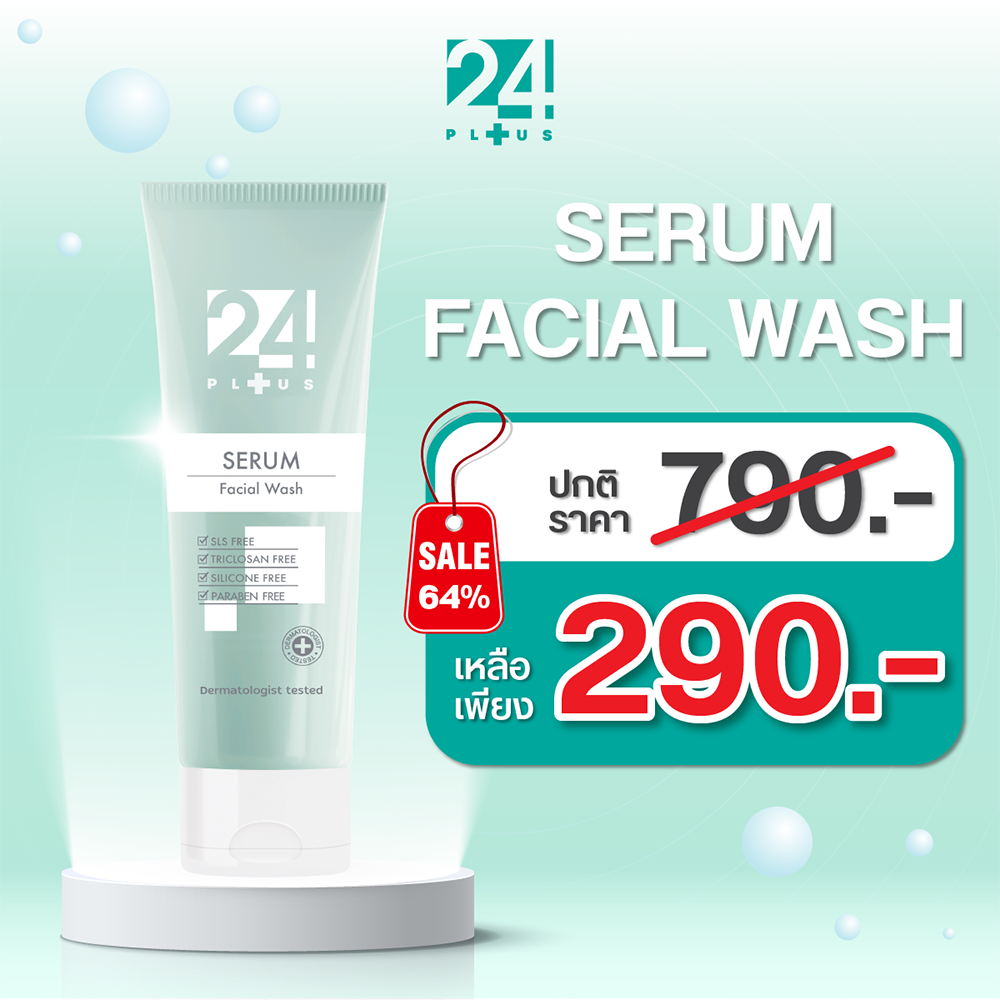 24!
PLUS
SERUM
FACIAL WASH
24!
PLUS
SERUM
Facial Wash
SLS FREE
TRICLOSAN FREE
SILICONE FREE
PARABEN FREE
DERMATOLOGIST TESTED
Dermatologist tested
SALE
64%
ปกติ
ราคา 790.-
เหลือ
เพียง 290.-